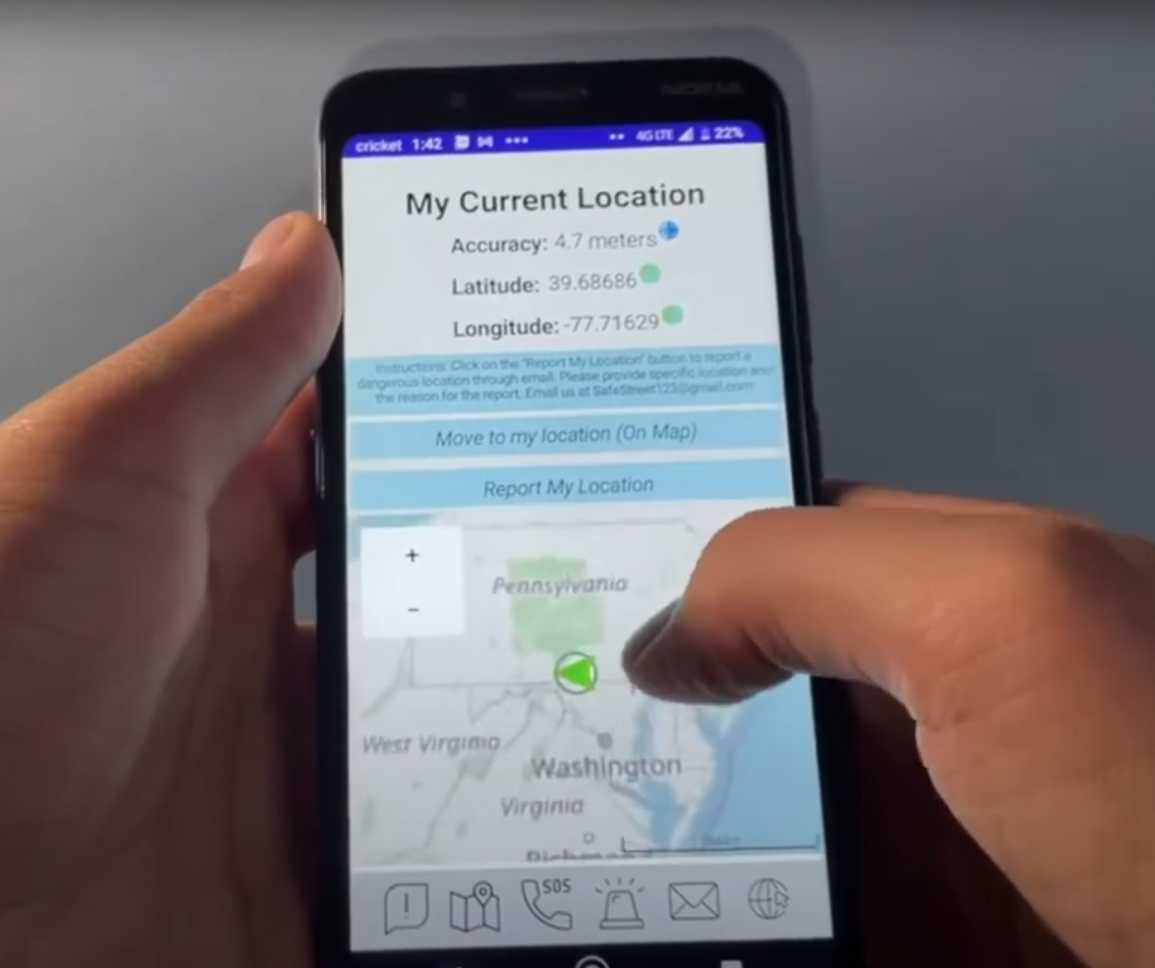 NOKIA
cricket 1:42 ••• •• 4G LTE 22%
My Current Location
Accuracy: 4.7 meters
Latitude: 39.68686
Longitude: -77.71629
Instructions: Click on the "Report My Location" button to report a
dangerous location through email. Please provide specific location and
the reason for the report. Email us at SafeStreet123@gmail.com
Move to my location (On Map)
Report My Location
+
Pennsylvania
−
West Virginia
Washington
Virginia
SOS